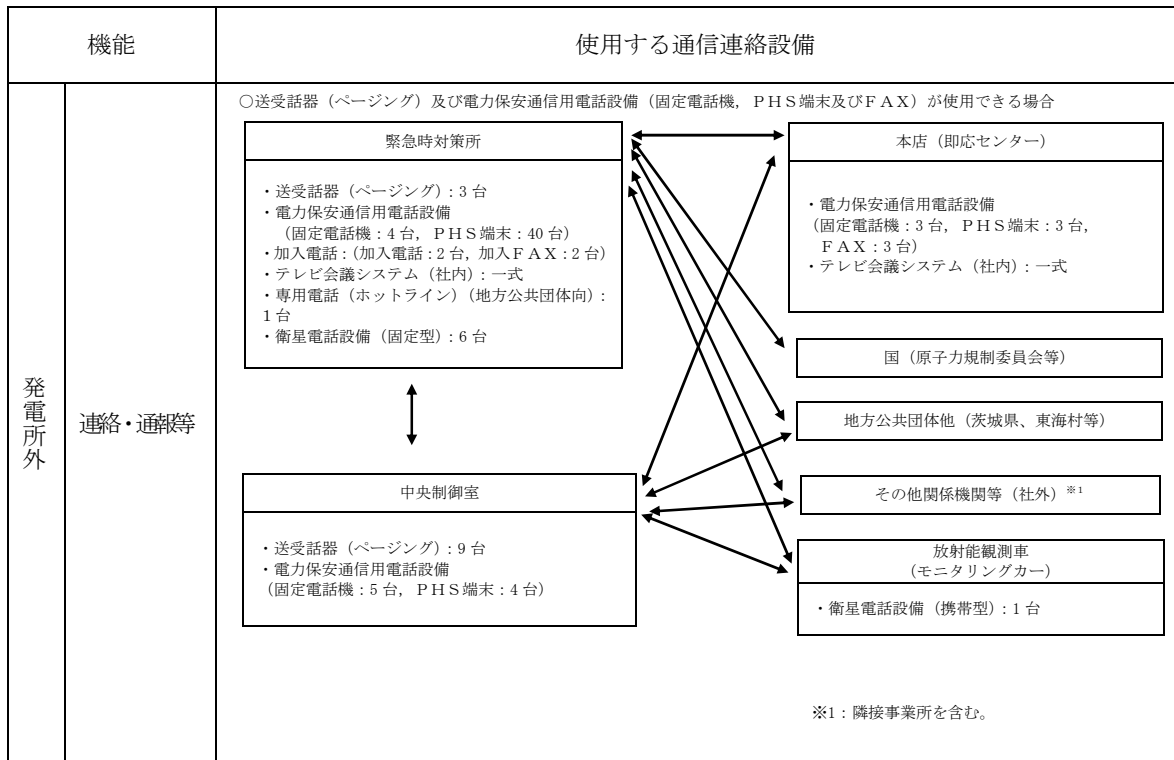 機能
使用する通信連絡設備
発電所外
連絡・通報等
○送受話器（ページング）及び電力保安通信用電話設備（固定電話機，ＰＨＳ端末及びＦＡＸ）が使用できる場合
緊急時対策所
・送受話器（ページング）：3 台
・電力保安通信用電話設備
（固定電話機：4 台，ＰＨＳ端末：40 台）
・加入電話：（加入電話：2 台，加入ＦＡＸ：2 台）
・テレビ会議システム（社内）：一式
・専用電話（ホットライン）（地方公共団体向）：
1 台
・衛星電話設備（固定型）：6 台
中央制御室
・送受話器（ページング）：9 台
・電力保安通信用電話設備
（固定電話機：5 台，ＰＨＳ端末：4 台）
本店（即応センター）
・電力保安通信用電話設備
（固定電話機：3 台，ＰＨＳ端末：3 台，
ＦＡＸ：3 台）
・テレビ会議システム（社内）：一式
国（原子力規制委員会等）
地方公共団体他（茨城県、東海村等）
その他関係機関等（社外）※1
放射能観測車
（モニタリングカー）
・衛星電話設備（携帯型）：1 台
※1：隣接事業所を含む。